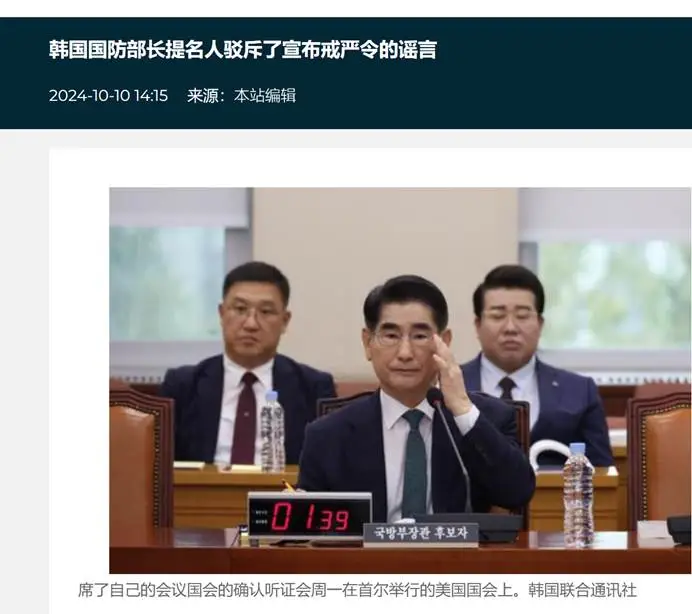 韩国国防部长提名人驳斥了宣布戒严令的谣言
2024-10-10 14:15 来源：本站编辑
01 39
국방부장관 후보자
席了自己的会议国会的确认听证会周一在首尔举行的美国国会上。韩国联合通讯社